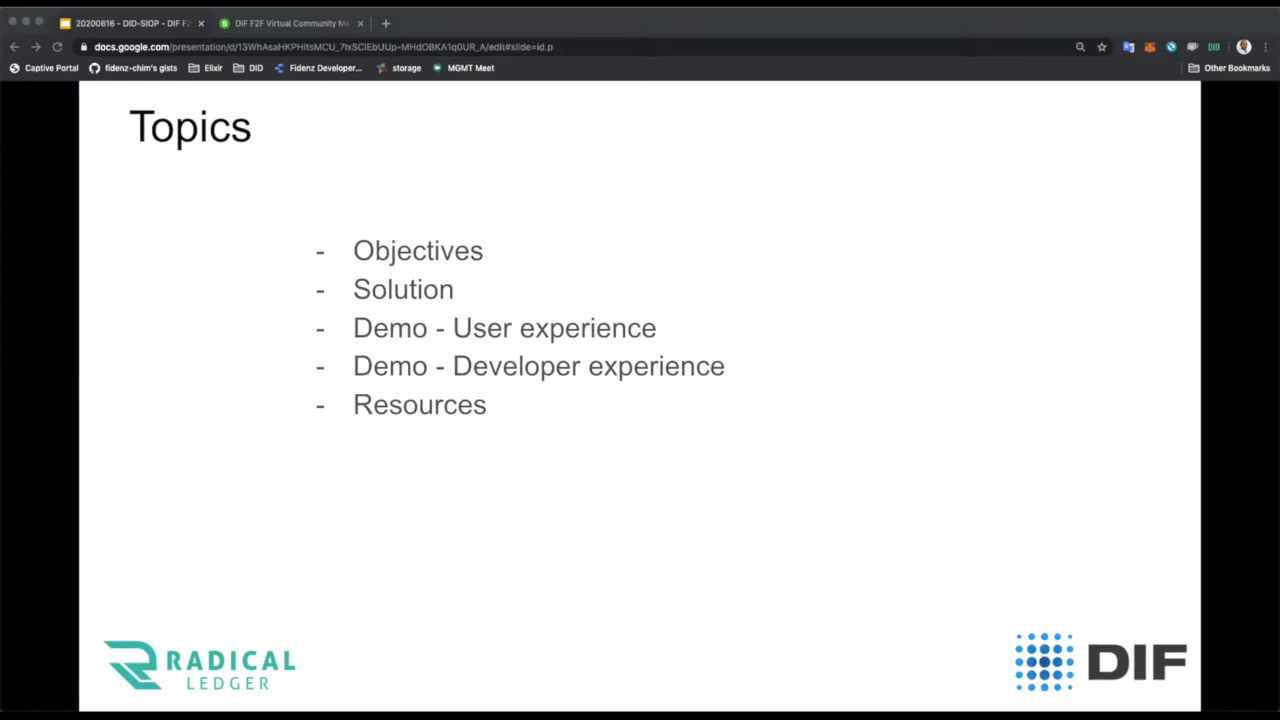 20200616 - DID-SIOP - DIF F2
DIF F2F Virtual Community Me
docs.google.com/presentation/d/13WhAsaHKPHltsMCU_7IxSClEbUUp-MHdOBKA1q0UR_A/edit#slide=id.p
Captive Portal
fidenz-chim's gists
Elixir
DID
Fidenz Developer...
storage
MGMT Meet
Other Bookmarks
Topics
- Objectives
- Solution
- Demo - User experience
- Demo - Developer experience
- Resources
RADICAL
LEDGER
DIF